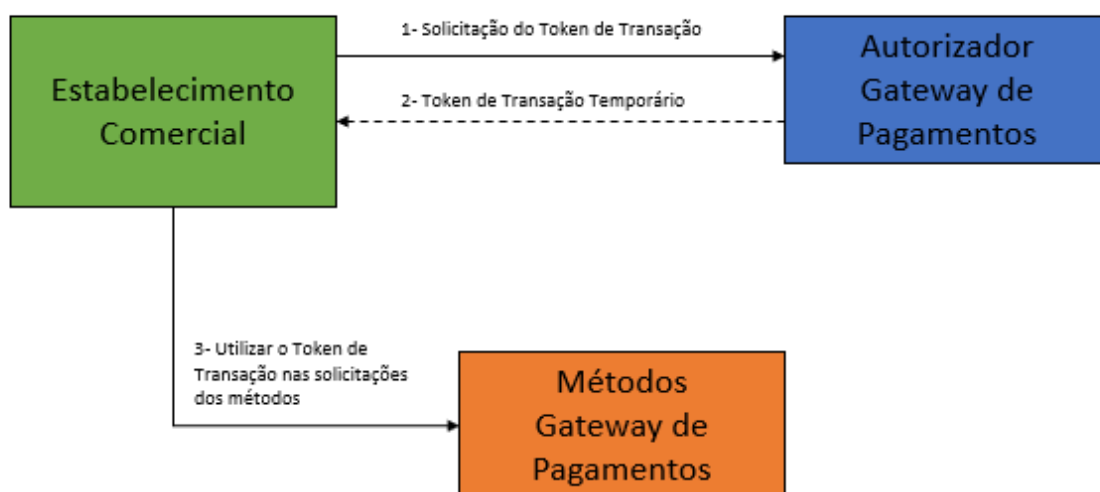 1- Solicitação do Token de Transação
Estabelecimento
Comercial
Autorizador
Gateway de
Pagamentos
2- Token de Transação Temporário
3- Utilizar o Token de
Transação nas solicitações
dos métodos
Métodos
Gateway de
Pagamentos